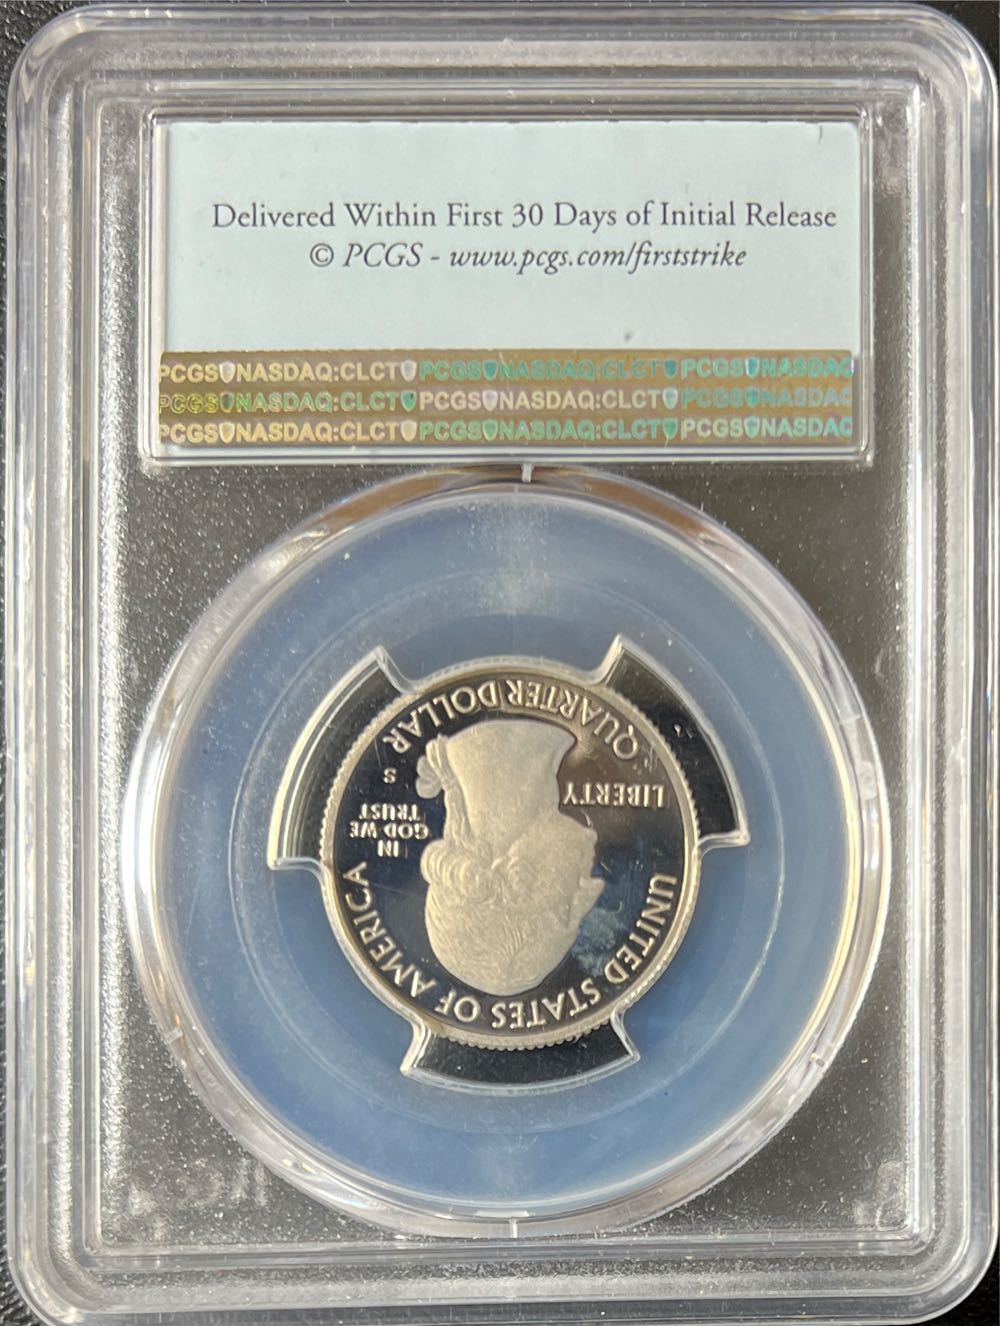 Delivered Within First 30 Days of Initial Release
© PCGS - www.pcgs.com/firststrike
PCGS NASDAQ:CLCT PCGS NASDAQ:CLCT PCGS NASDAQ
PCGS NASDAQ:CLCT PCGS NASDAQ:CLCT PCGS NASDAQ
PCGS NASDAQ:CLCT PCGS NASDAQ:CLCT PCGS NASDAQ
UNITED STATES OF AMERICA
LIBERTY
IN
GOD WE
TRUST
S
QUARTER DOLLAR